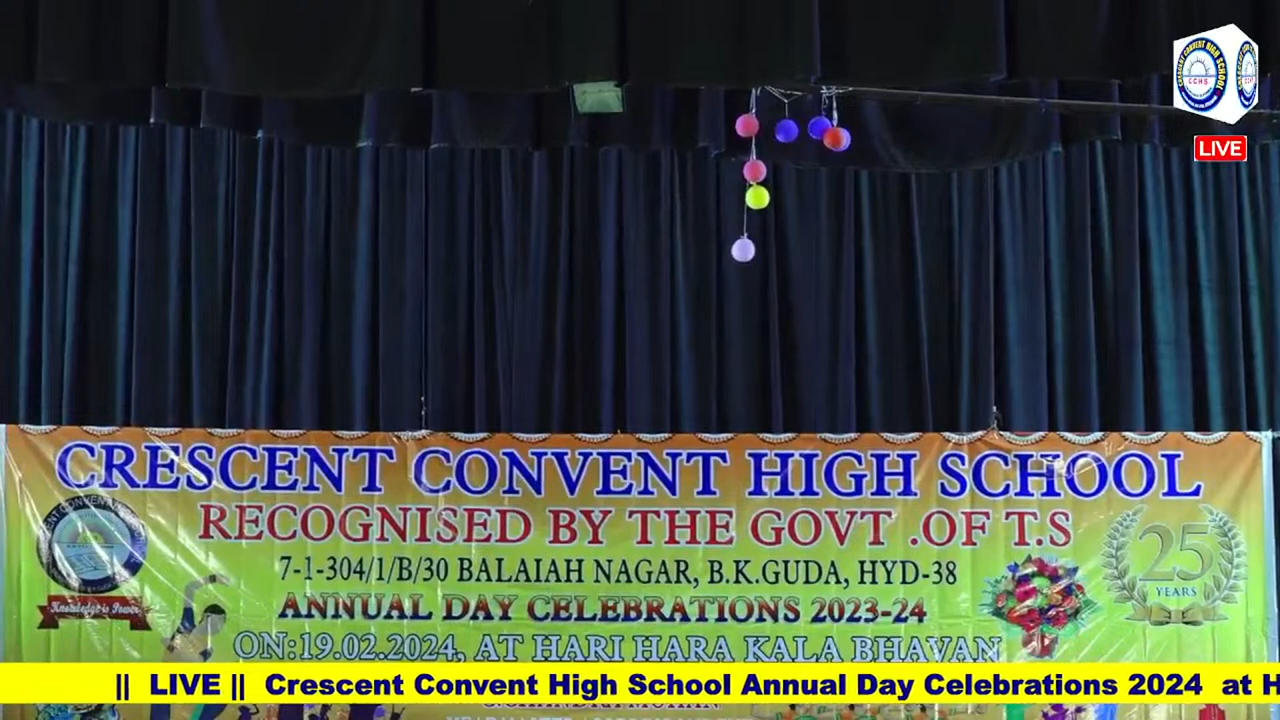 CCHS
LIVE
CRESCENT CONVENT HIGH SCHOOL
RECOGNISED BY THE GOVT .OF T.S
7-1-304/1/B/30 BALAIAH NAGAR, B.K.GUDA, HYD-38
25
YEARS
Knowledge is Power
ANNUAL DAY CELEBRATIONS 2023-24
ON:19.02.2024, AT HARI HARA KALA BHAVAN
|| LIVE || Crescent Convent High School Annual Day Celebrations 2024 at H